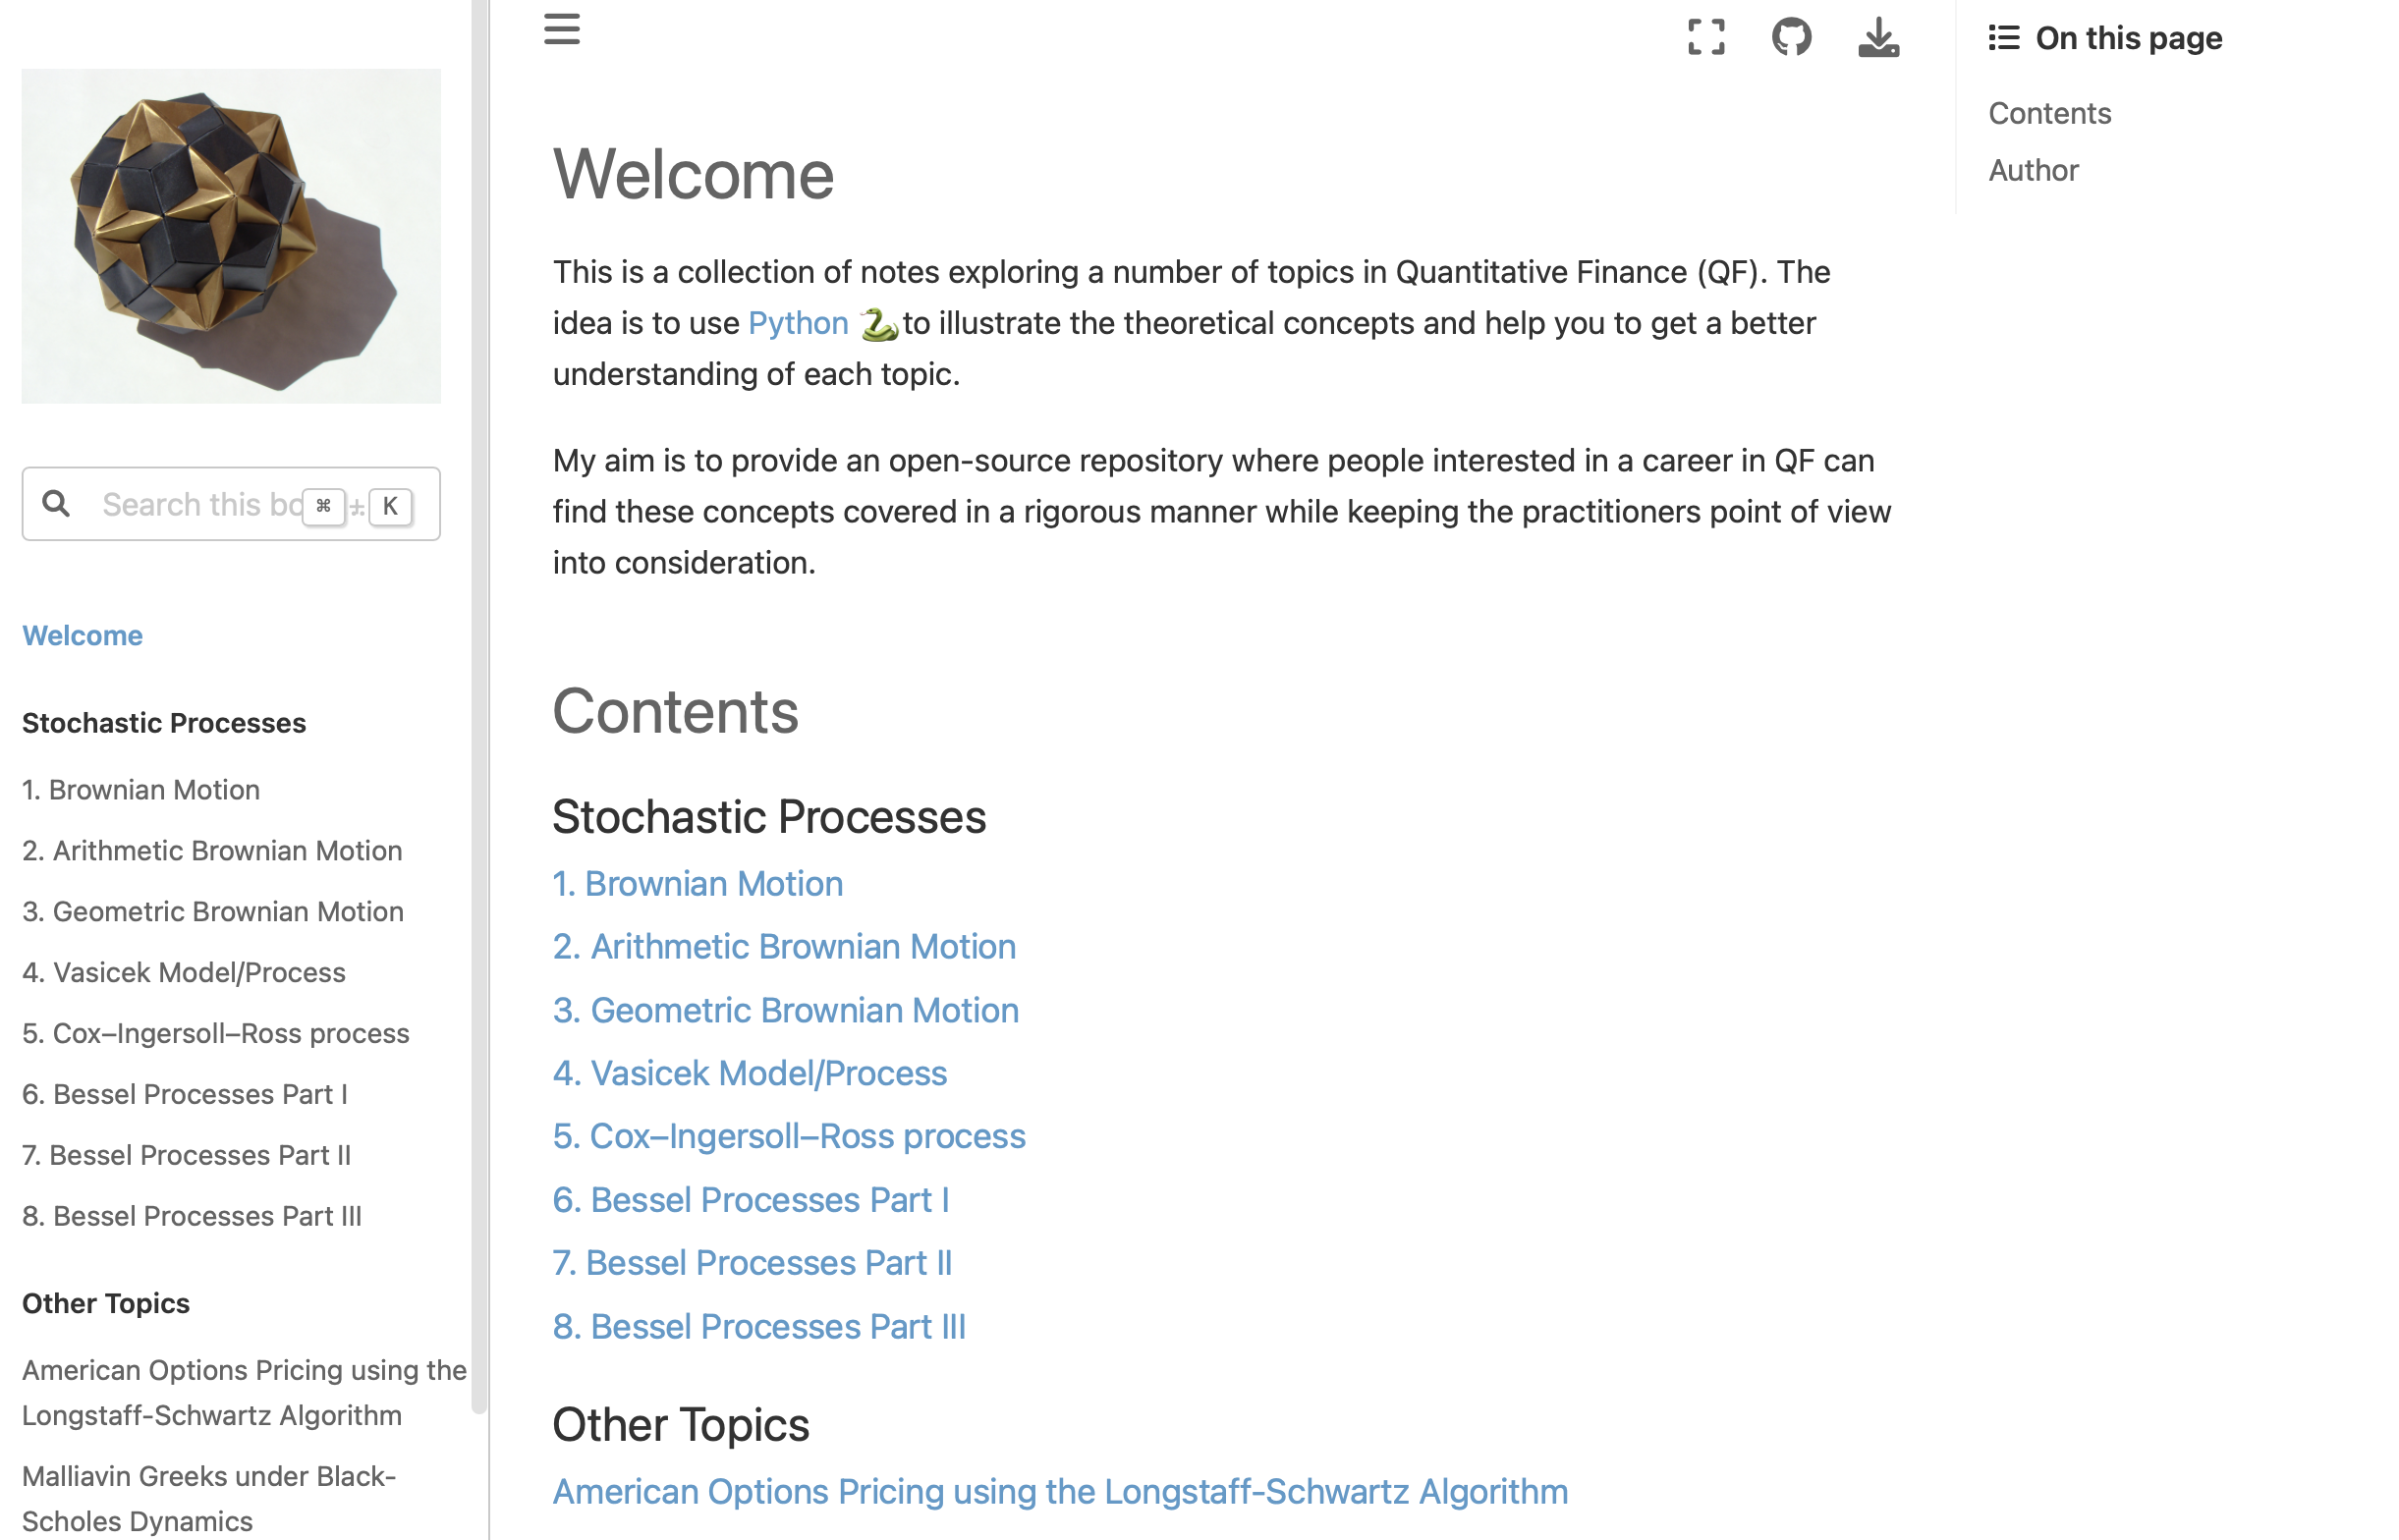 Search this bo ⌘ + K
Welcome
Stochastic Processes
1. Brownian Motion
2. Arithmetic Brownian Motion
3. Geometric Brownian Motion
4. Vasicek Model/Process
5. Cox–Ingersoll–Ross process
6. Bessel Processes Part I
7. Bessel Processes Part II
8. Bessel Processes Part III
Other Topics
American Options Pricing using the
Longstaff-Schwartz Algorithm
Malliavin Greeks under Black-
Scholes Dynamics
Welcome
This is a collection of notes exploring a number of topics in Quantitative Finance (QF). The
idea is to use Python 🐍 to illustrate the theoretical concepts and help you to get a better
understanding of each topic.
My aim is to provide an open-source repository where people interested in a career in QF can
find these concepts covered in a rigorous manner while keeping the practitioners point of view
into consideration.
Contents
Stochastic Processes
1. Brownian Motion
2. Arithmetic Brownian Motion
3. Geometric Brownian Motion
4. Vasicek Model/Process
5. Cox–Ingersoll–Ross process
6. Bessel Processes Part I
7. Bessel Processes Part II
8. Bessel Processes Part III
Other Topics
American Options Pricing using the Longstaff-Schwartz Algorithm
On this page
Contents
Author